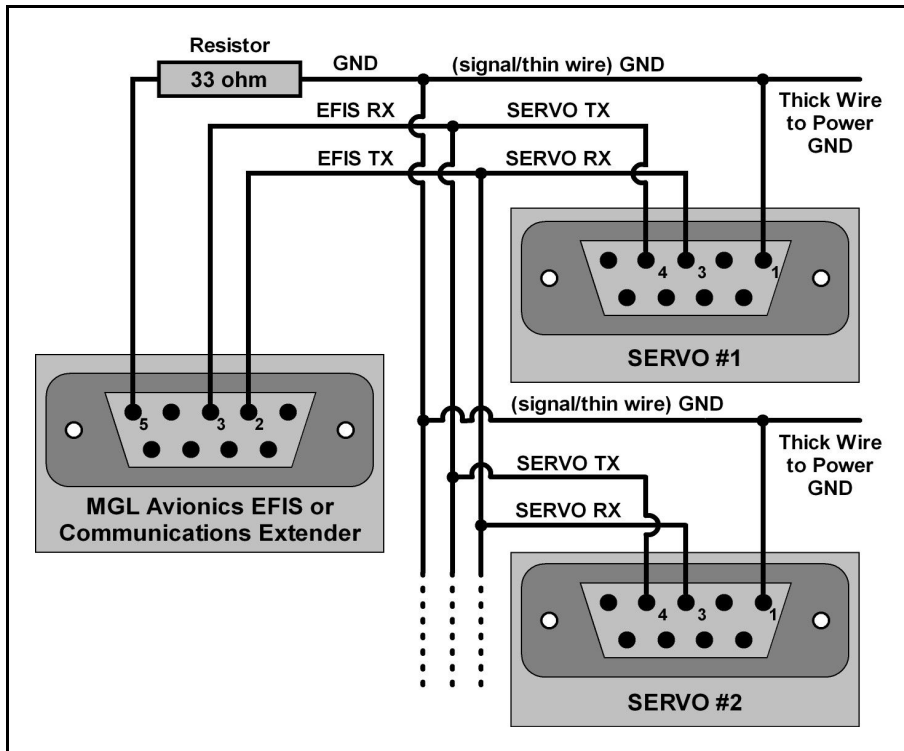 Resistor
33 ohm
GND
(signal/thin wire) GND
Thick Wire
to Power
GND
EFIS RX
SERVO TX
EFIS TX
SERVO RX
4
3
1
SERVO #1
5
3
2
MGL Avionics EFIS or
Communications Extender
(signal/thin wire) GND
Thick Wire
to Power
GND
SERVO TX
SERVO RX
4
3
1
SERVO #2